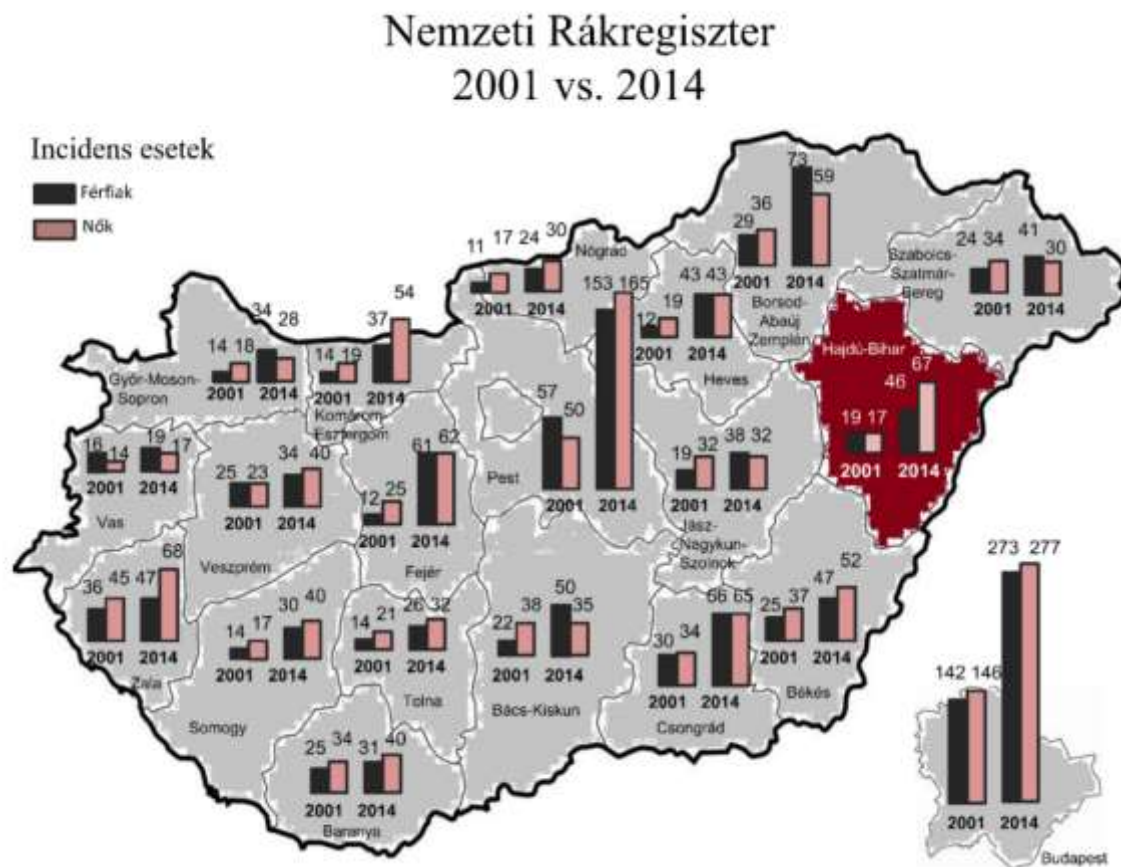 Nemzeti Rákregiszter
2001 vs. 2014
Incidens esetek
Férfiak
Nők
11 17 24 30
2001 2014
Nógrád
29 36 73 59
2001 2014
Borsod-
Abaúj
Zemplén
24 34 41 30
2001 2014
Szabolcs-
Szatmár-
Bereg
14 18 34 28
2001 2014
Győr-Moson-
Sopron
14 19 37 54
2001 2014
Komárom-
Esztergom
57 50 153 165
2001 2014
Pest
12 19 43 43
2001 2014
Heves
Hajdú-Bihar
19 17 46 67
2001 2014
16 14 19 17
2001 2014
Vas
25 23 34 40
2001 2014
Veszprém
12 25 61 62
2001 2014
Fejér
19 32 38 32
2001 2014
Jász-
Nagykun-
Szolnok
36 45 47 68
2001 2014
Zala
14 17 30 40
2001 2014
Somogy
14 21 26 32
2001 2014
Tolna
22 38 50 35
2001 2014
Bács-Kiskun
30 34 66 65
2001 2014
Csongrád
25 37 47 52
2001 2014
Békés
25 34 31 40
2001 2014
Baranya
142 146 273 277
2001 2014
Budapest